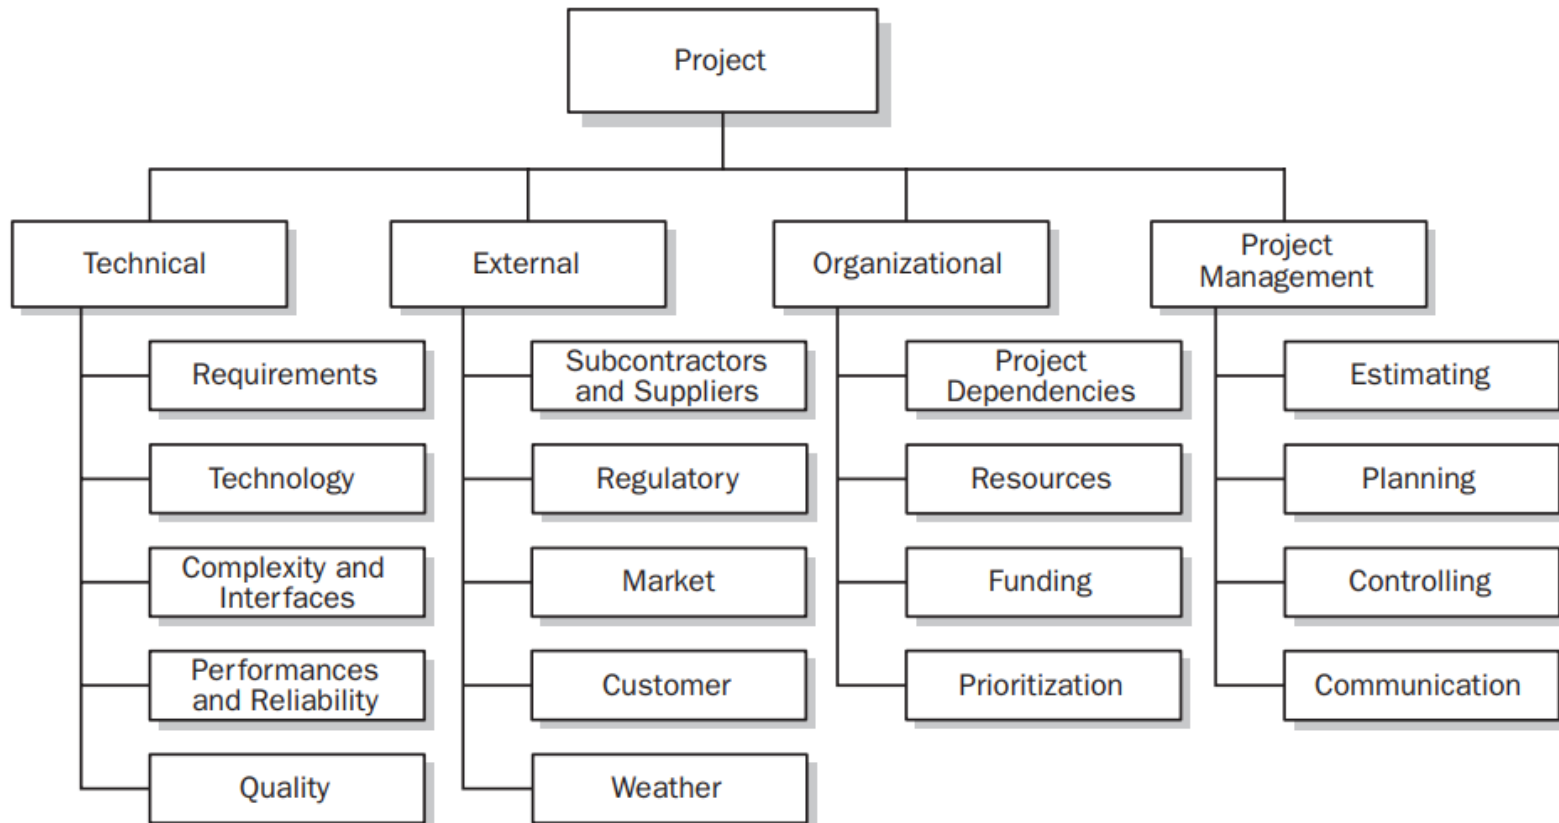 Project
Technical
External
Organizational
Project
Management
Requirements
Technology
Complexity and
Interfaces
Performances
and Reliability
Quality
Subcontractors
and Suppliers
Regulatory
Market
Customer
Weather
Project
Dependencies
Resources
Funding
Prioritization
Estimating
Planning
Controlling
Communication